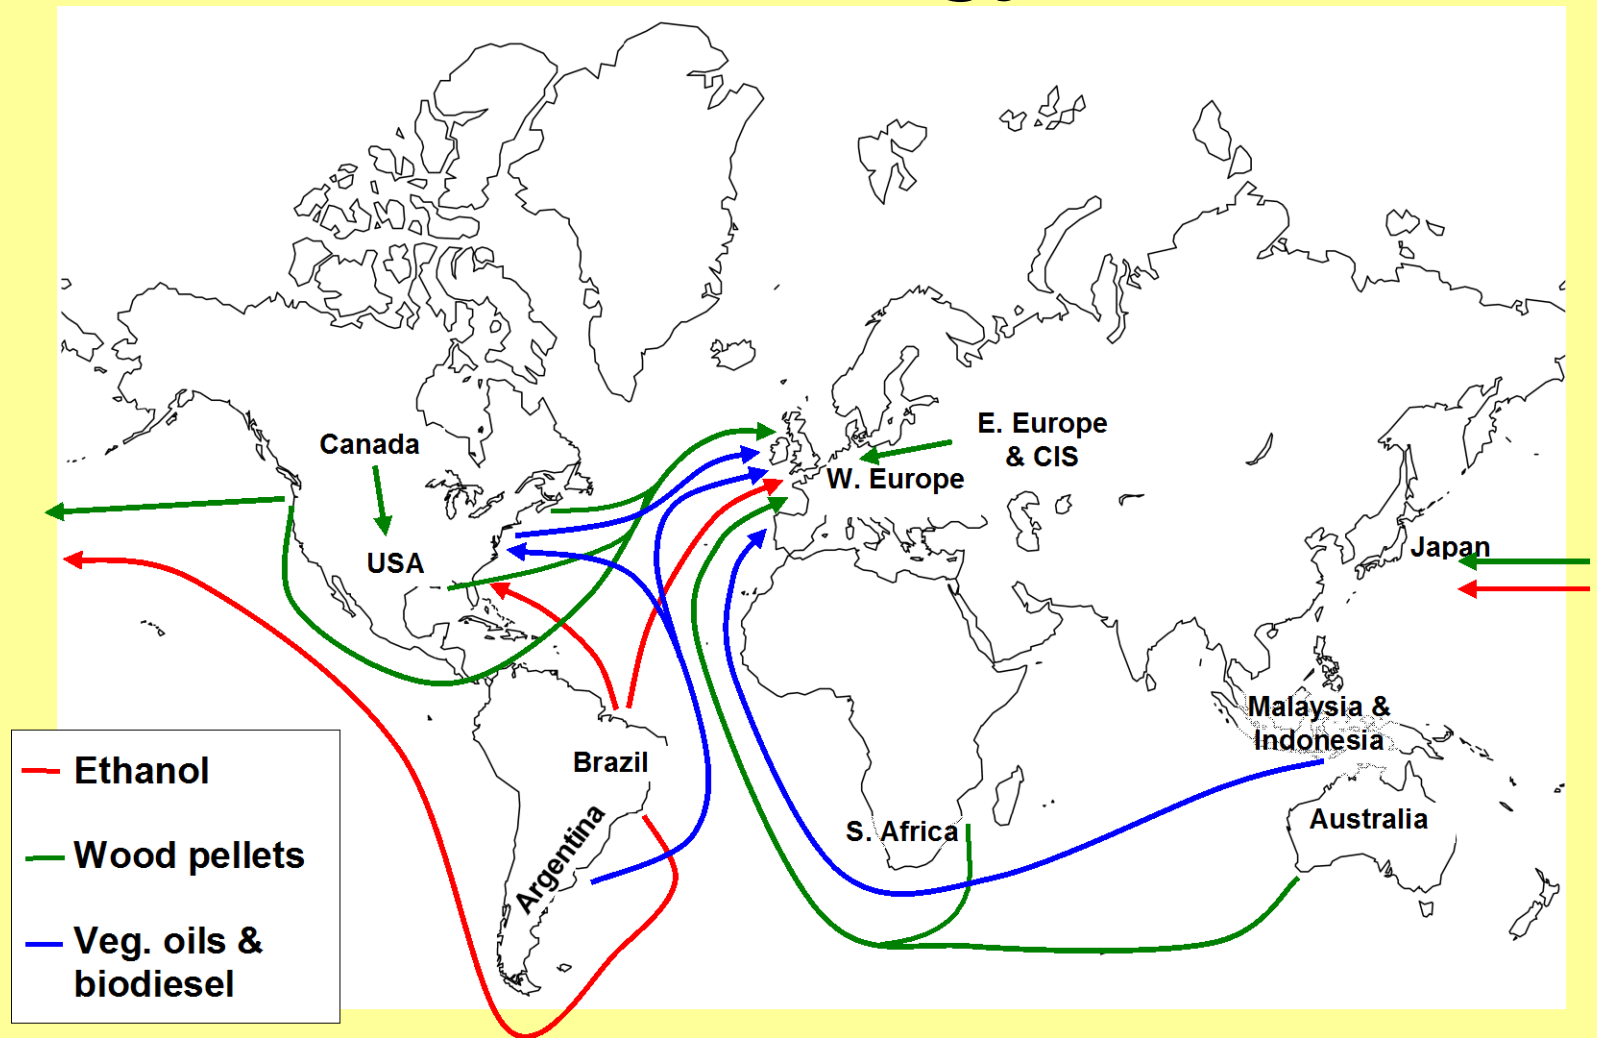 Canada
E. Europe
& CIS
W. Europe
USA
Japan
Malaysia &
Indonesia
Brazil
Argentina
S. Africa
Australia
Ethanol
Wood pellets
Veg. oils &
biodiesel